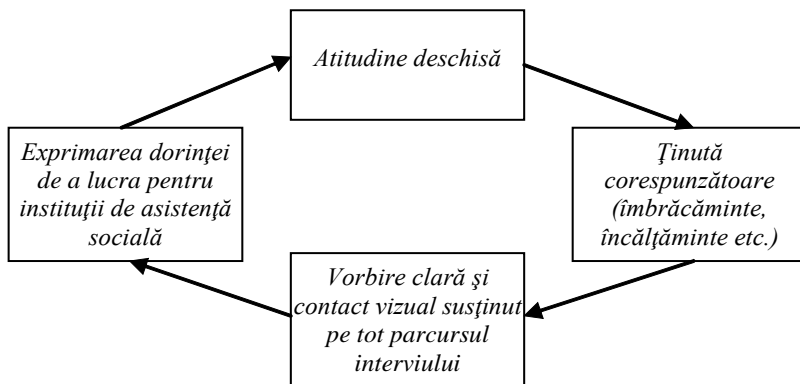 Atitudine deschisă
Exprimarea dorinţei
de a lucra pentru
instituţii de asistenţă
socială
Ţinută
corespunzătoare
(îmbrăcăminte,
încălţăminte etc.)
Vorbire clară şi
contact vizual susţinut
pe tot parcursul
interviului